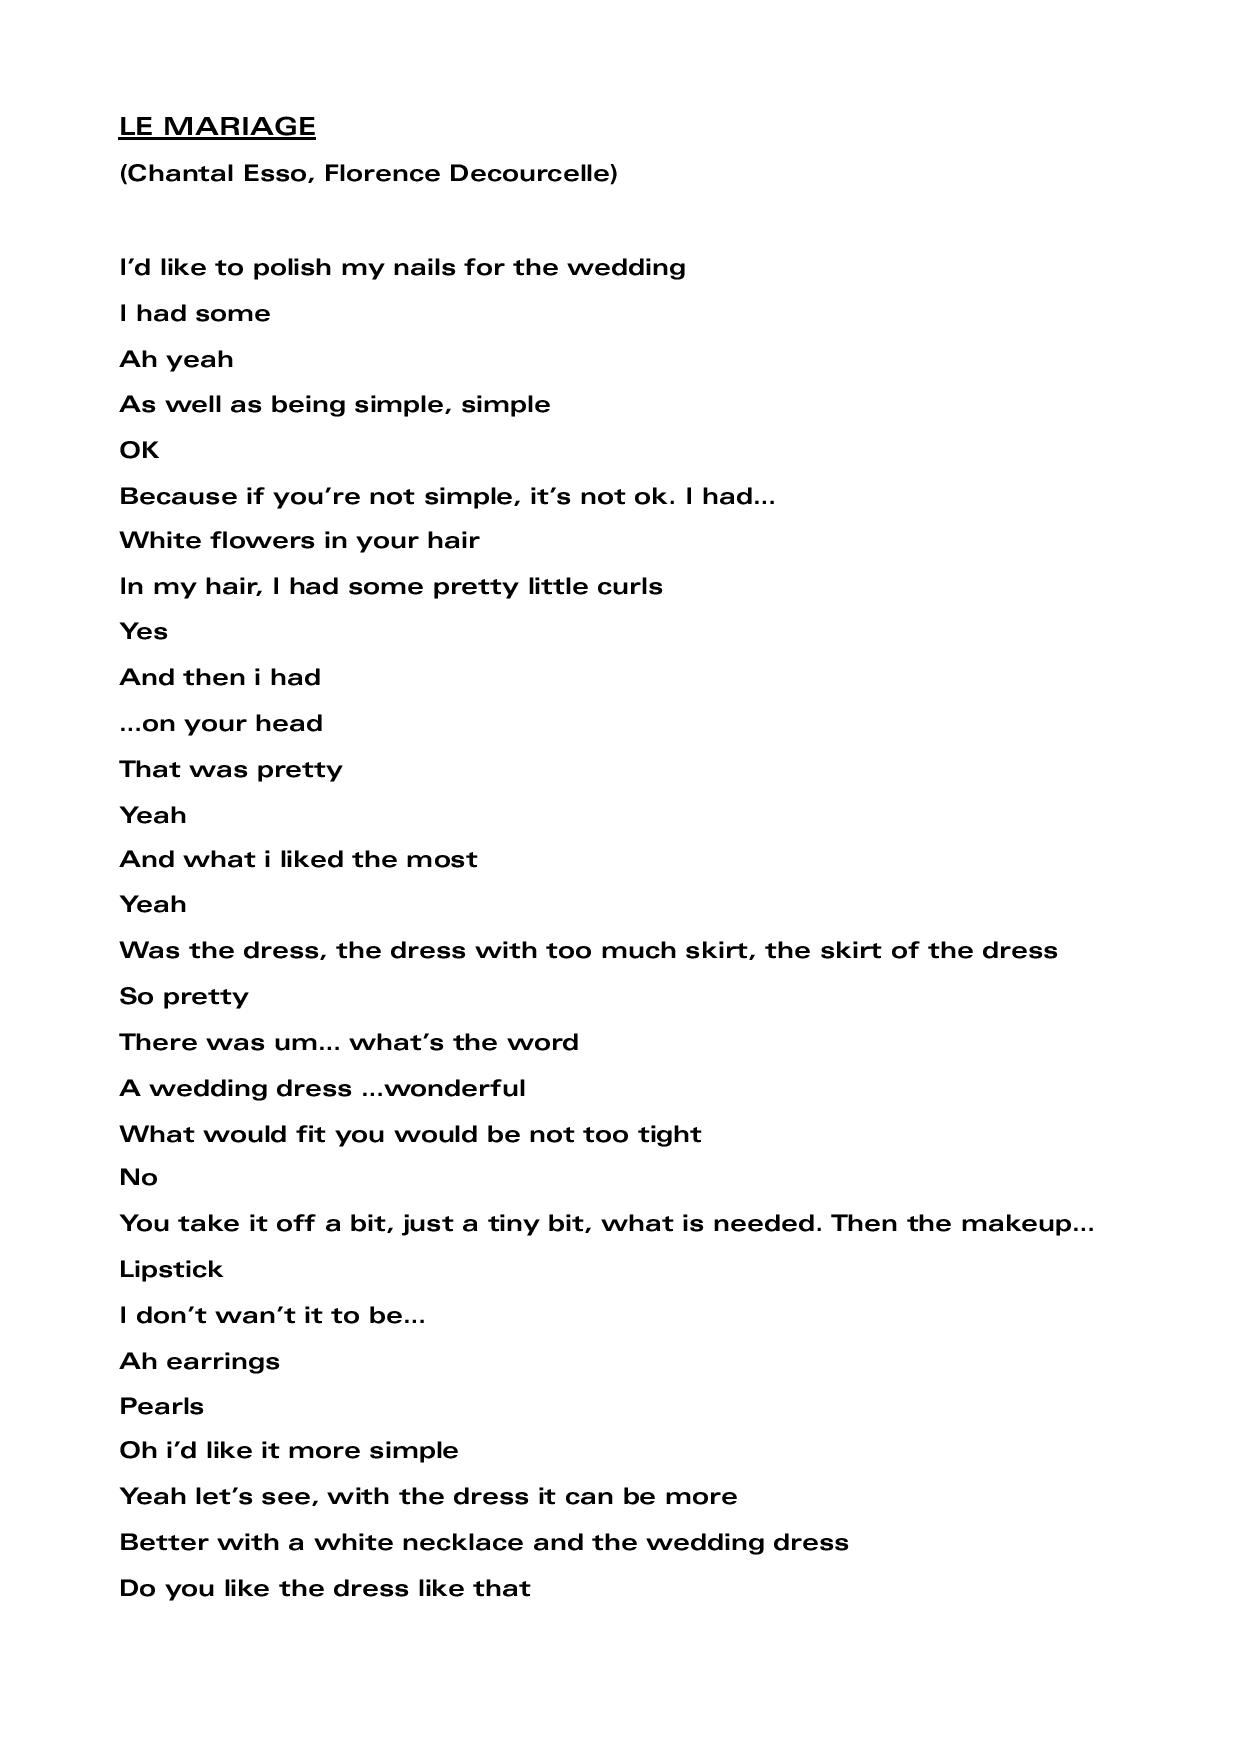 LE MARIAGE
(Chantal Esso, Florence Decourcelle)
I’d like to polish my nails for the wedding
I had some
Ah yeah
As well as being simple, simple
OK
Because if you’re not simple, it’s not ok. I had...
White flowers in your hair
In my hair, I had some pretty little curls
Yes
And then i had
...on your head
That was pretty
Yeah
And what i liked the most
Yeah
Was the dress, the dress with too much skirt, the skirt of the dress
So pretty
There was um... what’s the word
A wedding dress ...wonderful
What would fit you would be not too tight
No
You take it off a bit, just a tiny bit, what is needed. Then the makeup...
Lipstick
I don’t wan’t it to be...
Ah earrings
Pearls
Oh i’d like it more simple
Yeah let’s see, with the dress it can be more
Better with a white necklace and the wedding dress
Do you like the dress like that